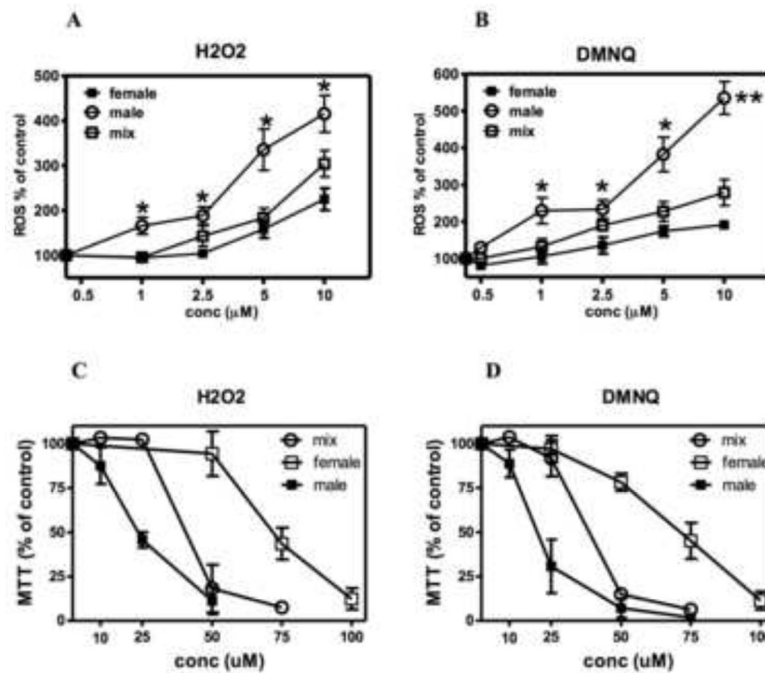 A
H2O2
500
400
300
200
100
ROS % of control
female
male
mix
*
*
*
*
0.5 1 2.5 5 10
conc (μM)
B
DMNQ
600
500
400
300
200
100
ROS % of control
female
male
mix
*
*
*
**
0.5 1 2.5 5 10
conc (μM)
C
H2O2
100
75
50
25
0
MTT (% of control)
mix
female
male
10 25 50 75 100
conc (uM)
D
DMNQ
100
75
50
25
0
MTT (% of control)
mix
female
male
10 25 50 75 100
conc (uM)